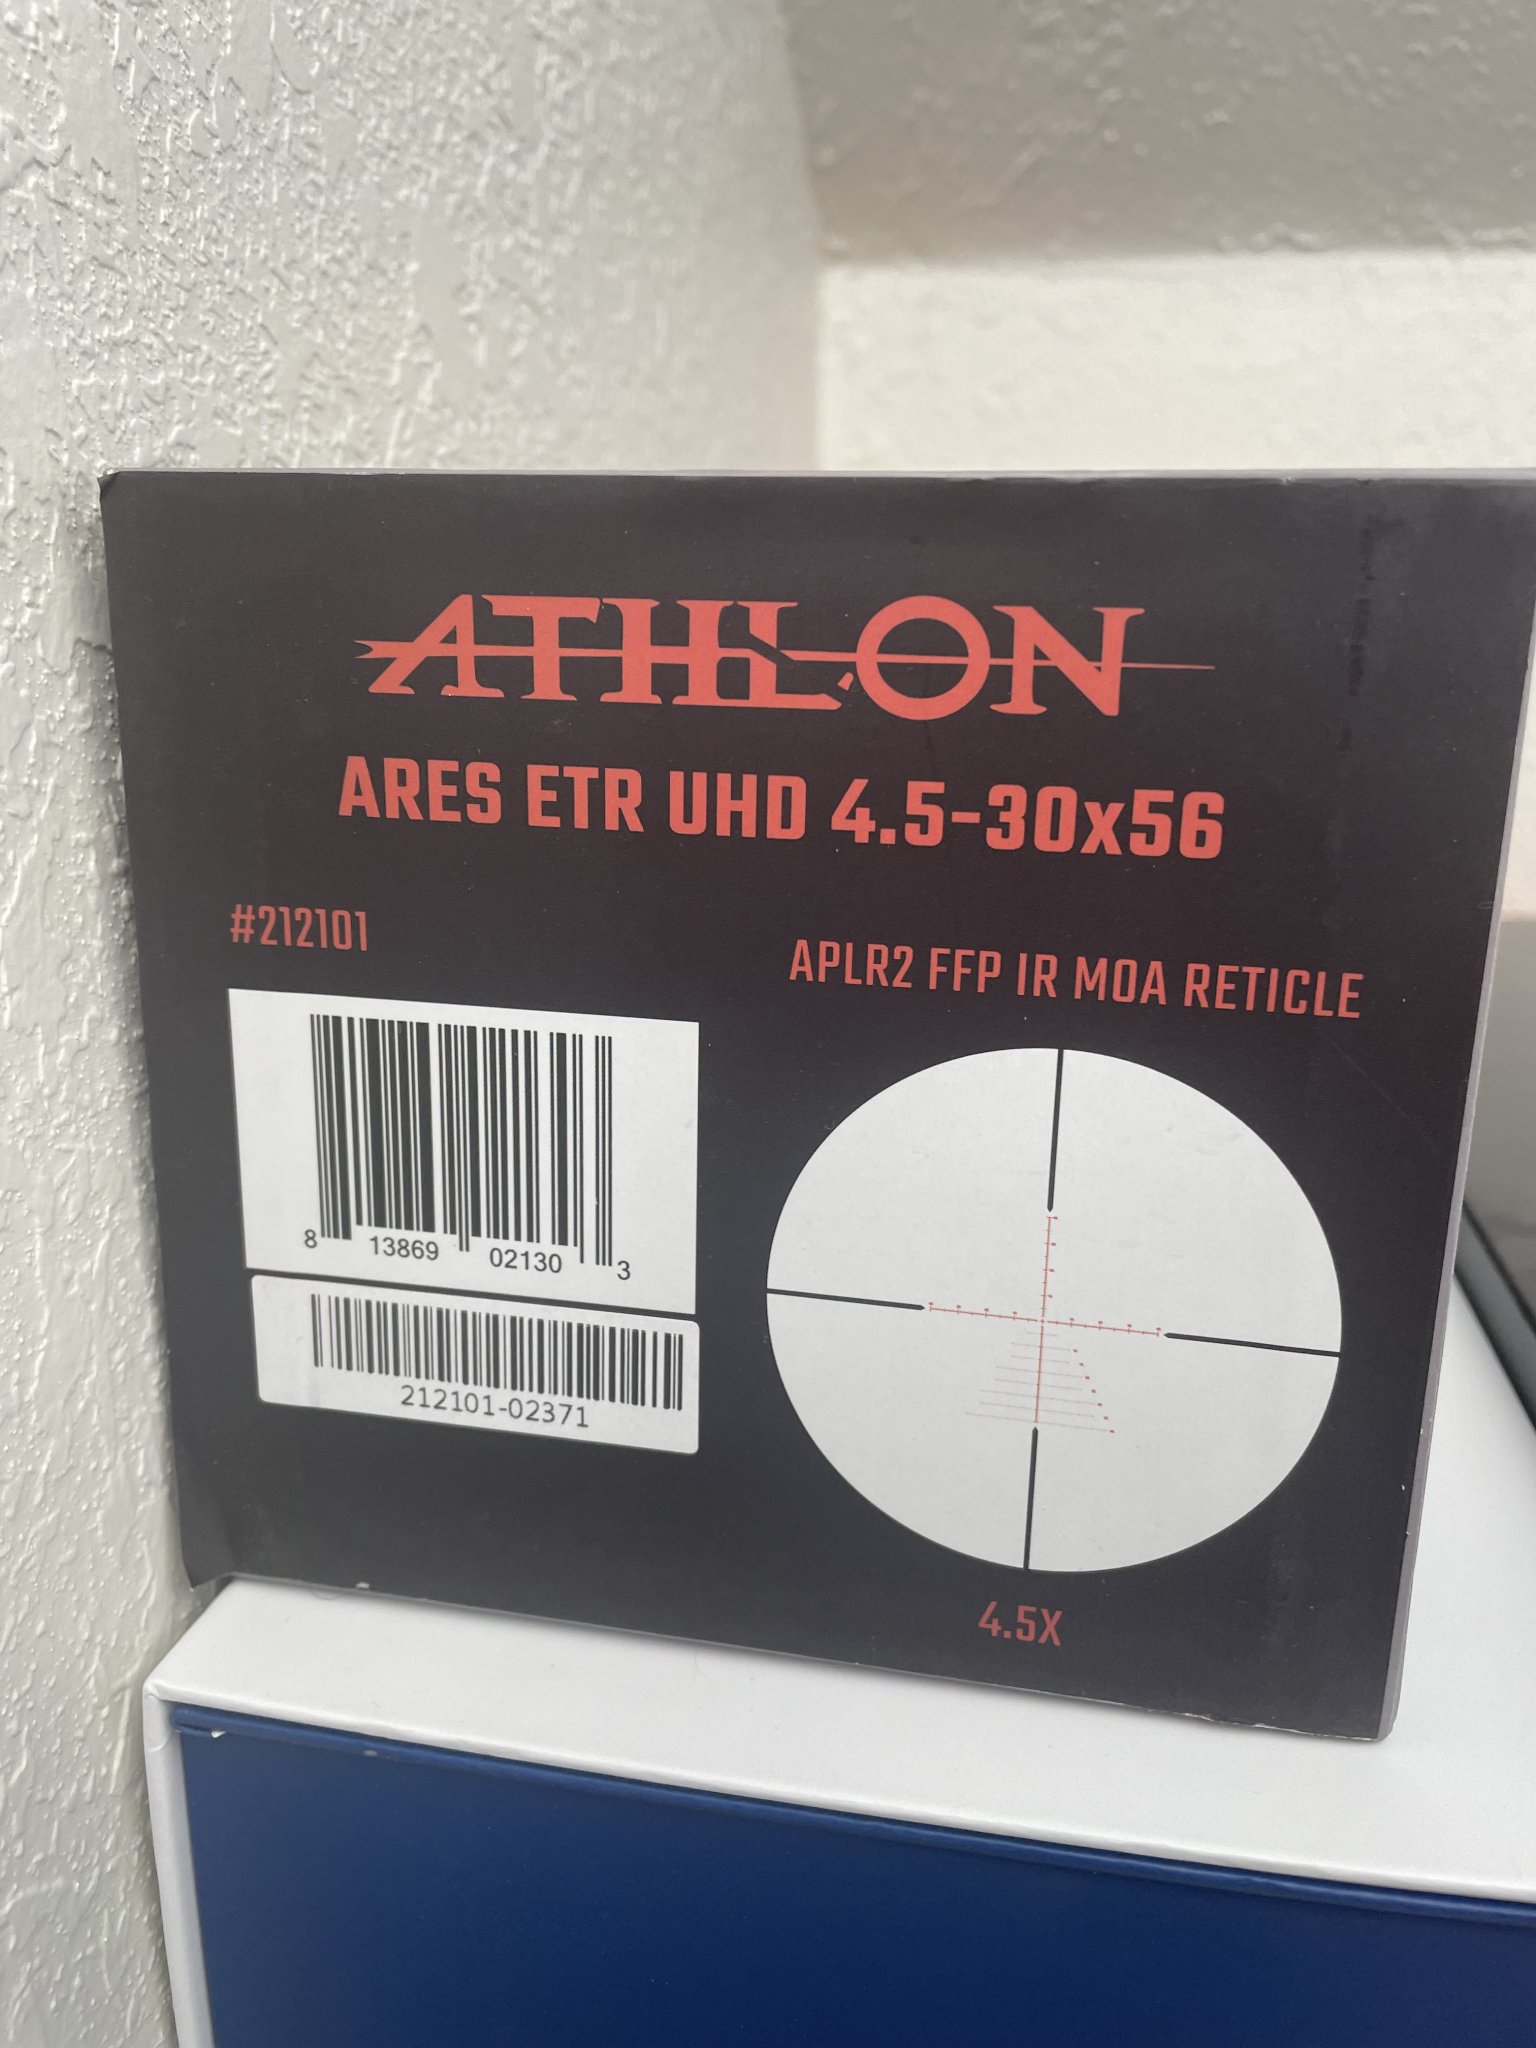 ATHLON
ARES ETR UHD 4.5-30x56
#212101
APLR2 FFP IR MOA RETICLE
8 13869 02130 3
212101-02371
4.5X